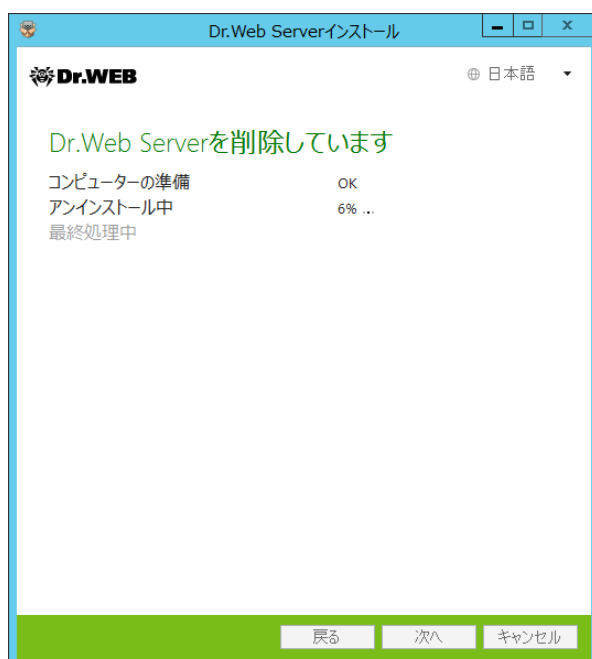 Dr.Web Serverインストール
Dr.WEB
日本語
Dr.Web Serverを削除しています
コンピューターの準備 OK
アンインストール中 6% ...
最終処理中
戻る 次へ キャンセル